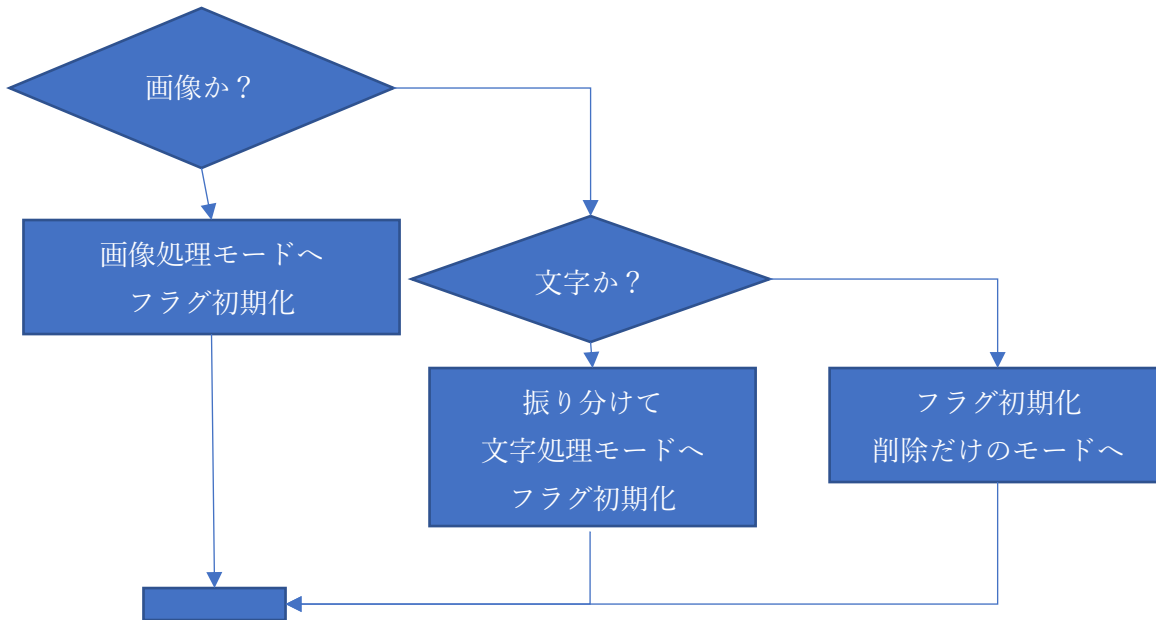 画像か？
画像処理モードへ
フラグ初期化
文字か？
振り分けて
文字処理モードへ
フラグ初期化
フラグ初期化
削除だけのモードへ